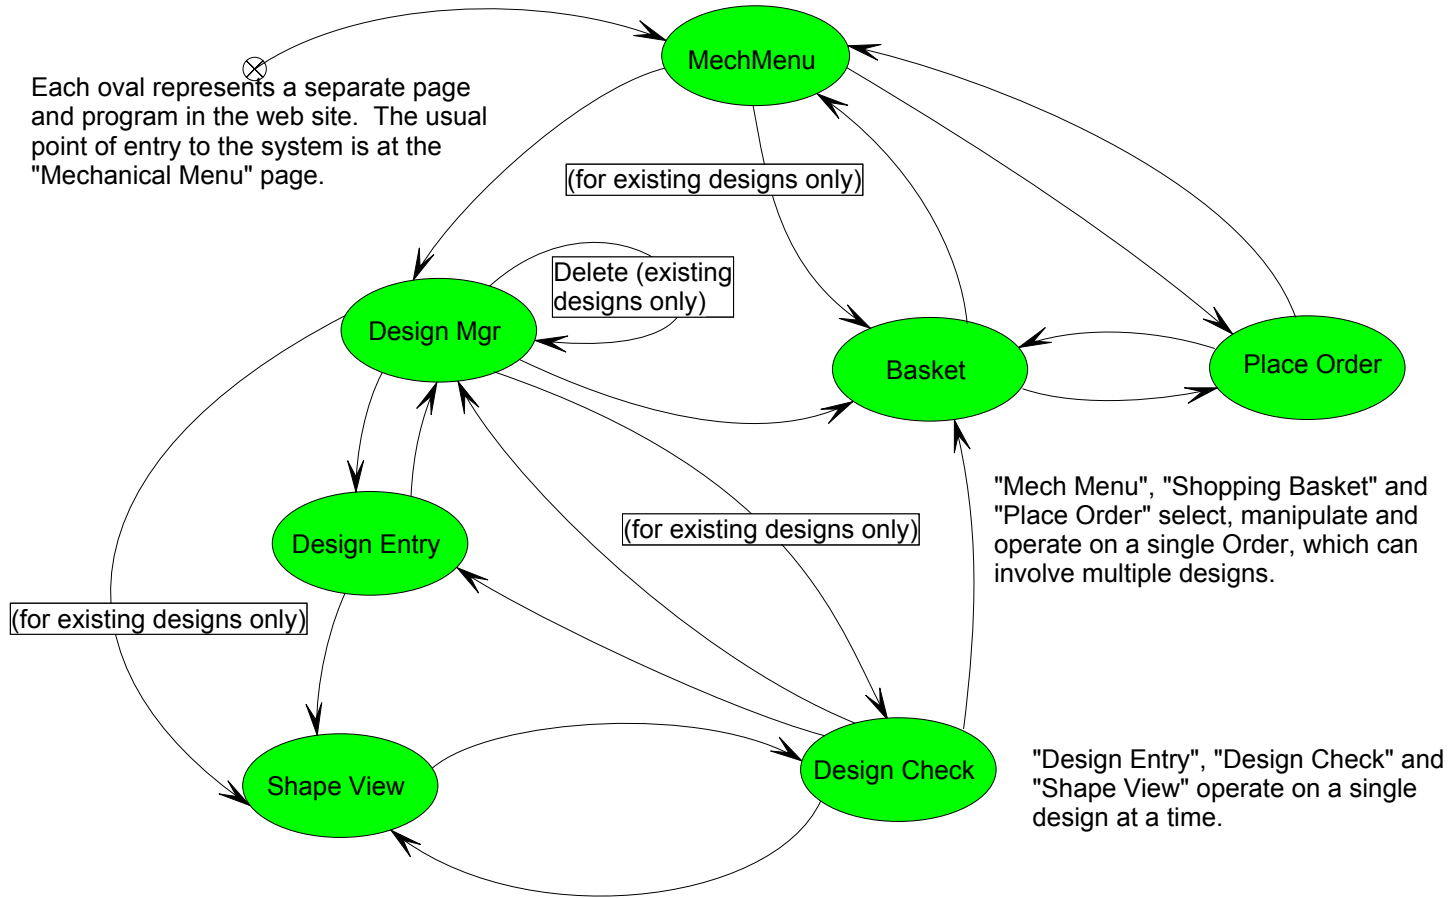 MechMenu
Each oval represents a separate page
and program in the web site.  The usual
point of entry to the system is at the
"Mechanical Menu" page.
(for existing designs only)
Delete (existing
designs only)
Design Mgr
Basket
Place Order
"Mech Menu", "Shopping Basket" and
"Place Order" select, manipulate and
operate on a single Order, which can
involve multiple designs.
(for existing designs only)
Design Entry
(for existing designs only)
Shape View
Design Check
"Design Entry", "Design Check" and
"Shape View" operate on a single
design at a time.